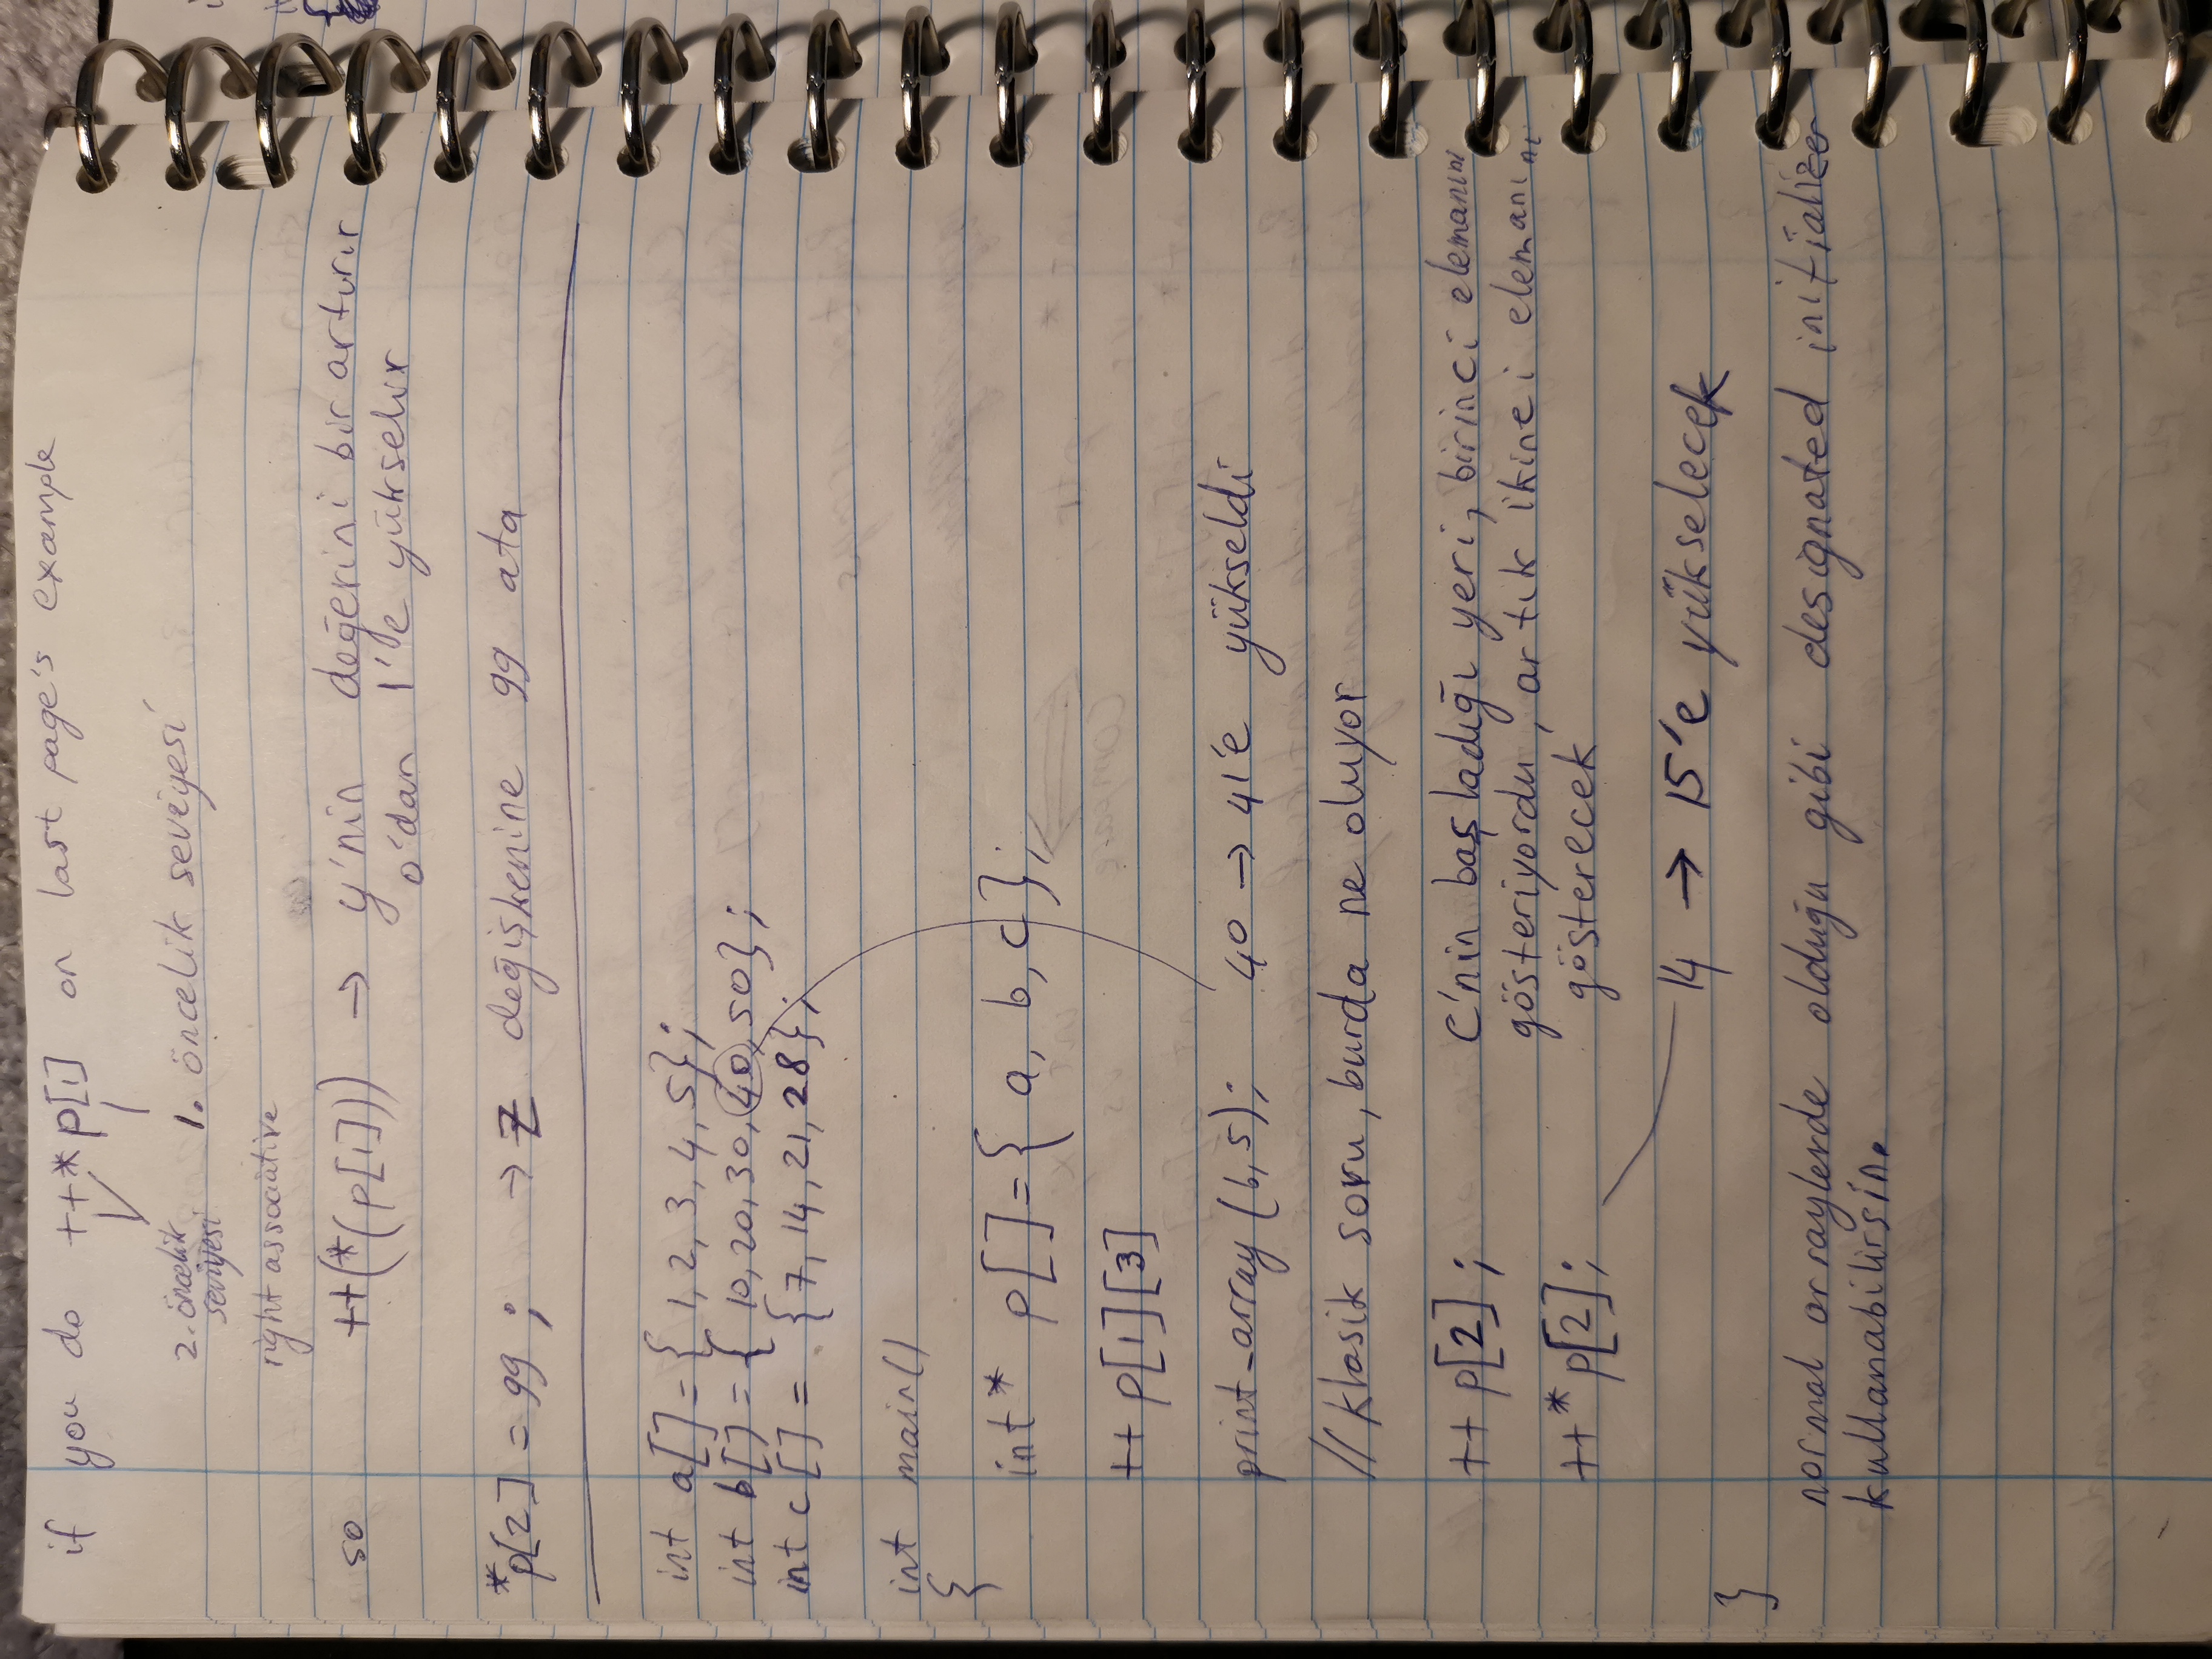 if you do ++*p[1] on last page's example
2. öncelik seviyesi
1. öncelik seviyesi
right associative
so ++(*(p[1])) → y'nin değerini bir artırır
0'dan 1'e yükselir
*p[2] = 99; → z değişkenine 99 ata
int a[] = { 1, 2, 3, 4, 5};
int b[] = { 10, 20, 30, 40, 50};
int c[] = {7, 14, 21, 28};
int main()
{
int* p[] = { a, b, c};
++ p[1][3]
print_array (b,5); 40 → 41'e yükseldi
// klasik soru, burda ne oluyor
++ p[2]; C'nin başladığı yeri, birinci elemanını
gösteriyordu, artık ikinci elemanını
++* p[2]; gösterecek
14 → 15'e yükselecek
}
normal arraylerde olduğu gibi designated initializer
kullanabilirsin.